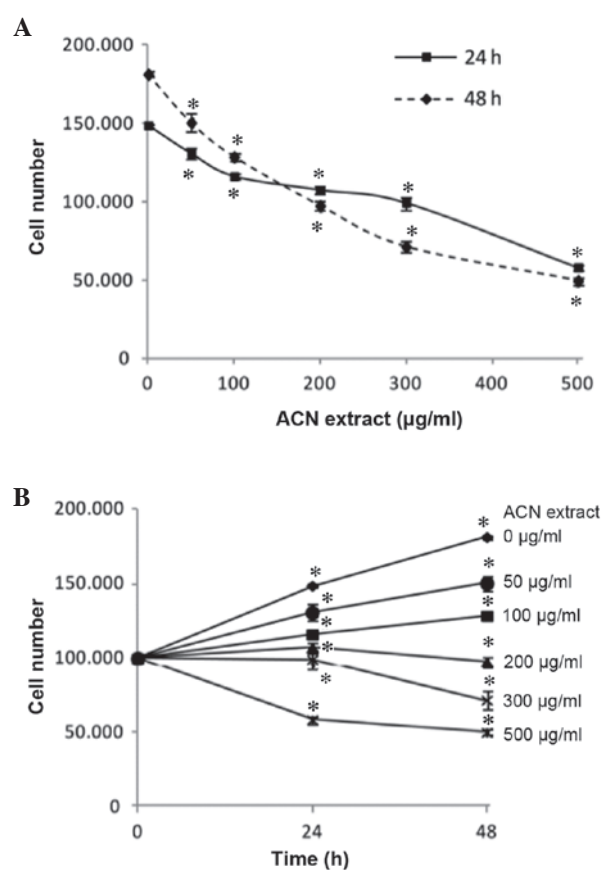 A
200.000
150.000
100.000
50.000
0
Cell number
24 h
48 h
* * * * * * * * * *
0 100 200 300 400 500
ACN extract (µg/ml)
B
200.000
150.000
100.000
50.000
0
Cell number
ACN extract
0 µg/ml
50 µg/ml
100 µg/ml
200 µg/ml
300 µg/ml
500 µg/ml
* * * * * * * * * * * *
0 24 48
Time (h)